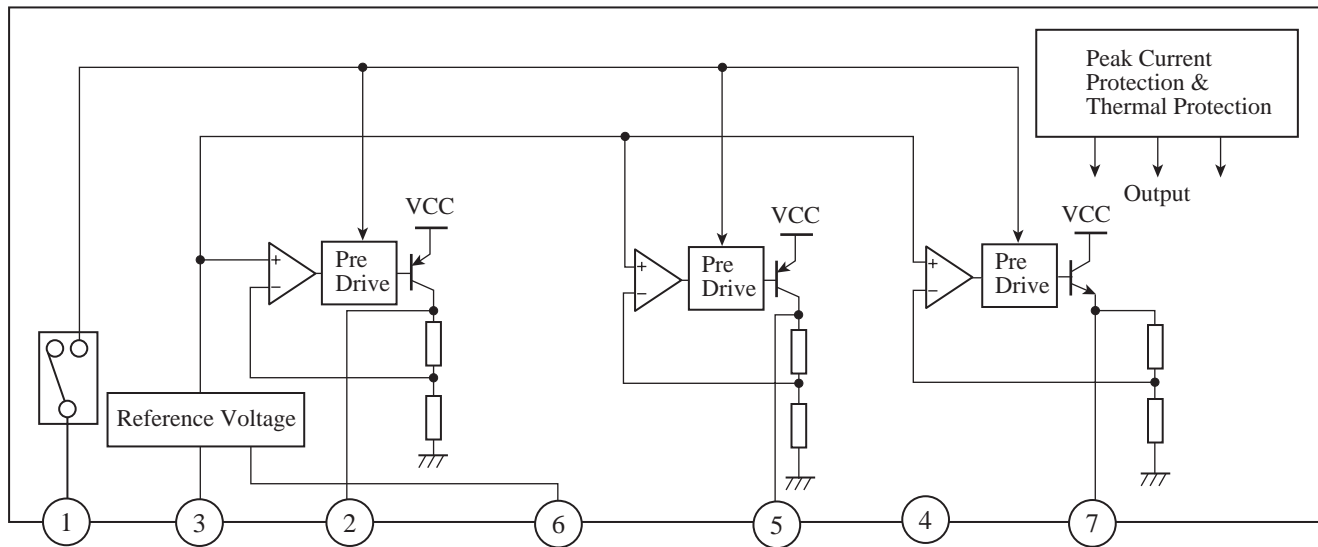 Peak Current
Protection &
Thermal Protection
Output
VCC
VCC
VCC
+
−
Pre
Drive
+
−
Pre
Drive
+
−
Pre
Drive
Reference Voltage
1
3
2
6
5
4
7